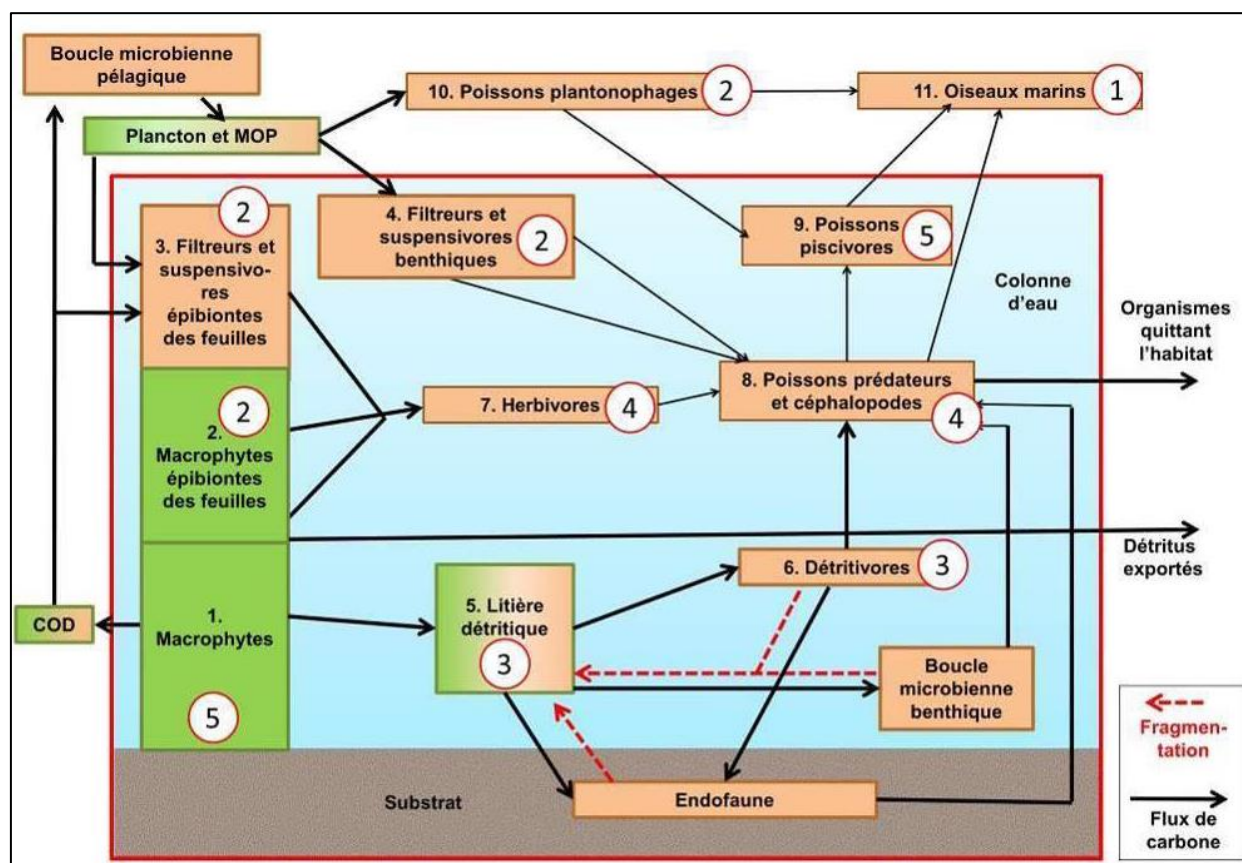 Boucle microbienne
pélagique
Plancton et MOP
10. Poissons plantonophages
2
11. Oiseaux marins
1
2
3. Filtreurs et
suspensivo-
res
épibiontes
des feuilles
4. Filtreurs et
suspensivores
benthiques
2
9. Poissons
piscivores
5
Colonne
d'eau
Organismes
quittant
l'habitat
2
2.
Macrophytes
épibiontes
des feuilles
7. Herbivores
4
8. Poissons prédateurs
et céphalopodes
4
Détritus
exportés
COD
1.
Macrophytes
5
5. Litière
détritique
3
6. Détritivores
3
Boucle
microbienne
benthique
Substrat
Endofaune
Fragmen-
tation
Flux de
carbone